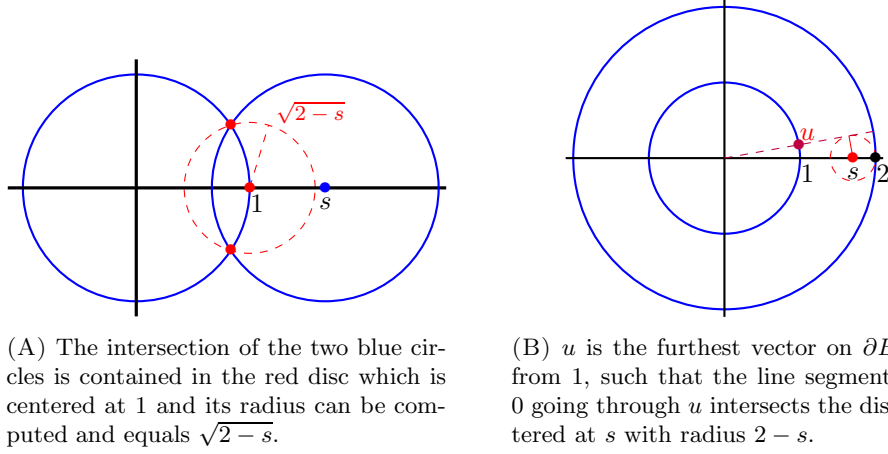 √2 − s
1
s
u
1
s
2
(A) The intersection of the two blue cir-
cles is contained in the red disc which is
centered at 1 and its radius can be com-
puted and equals √2 − s.
(B) u is the furthest vector on ∂
from 1, such that the line segment
0 going through u intersects the dis
tered at s with radius 2 − s.